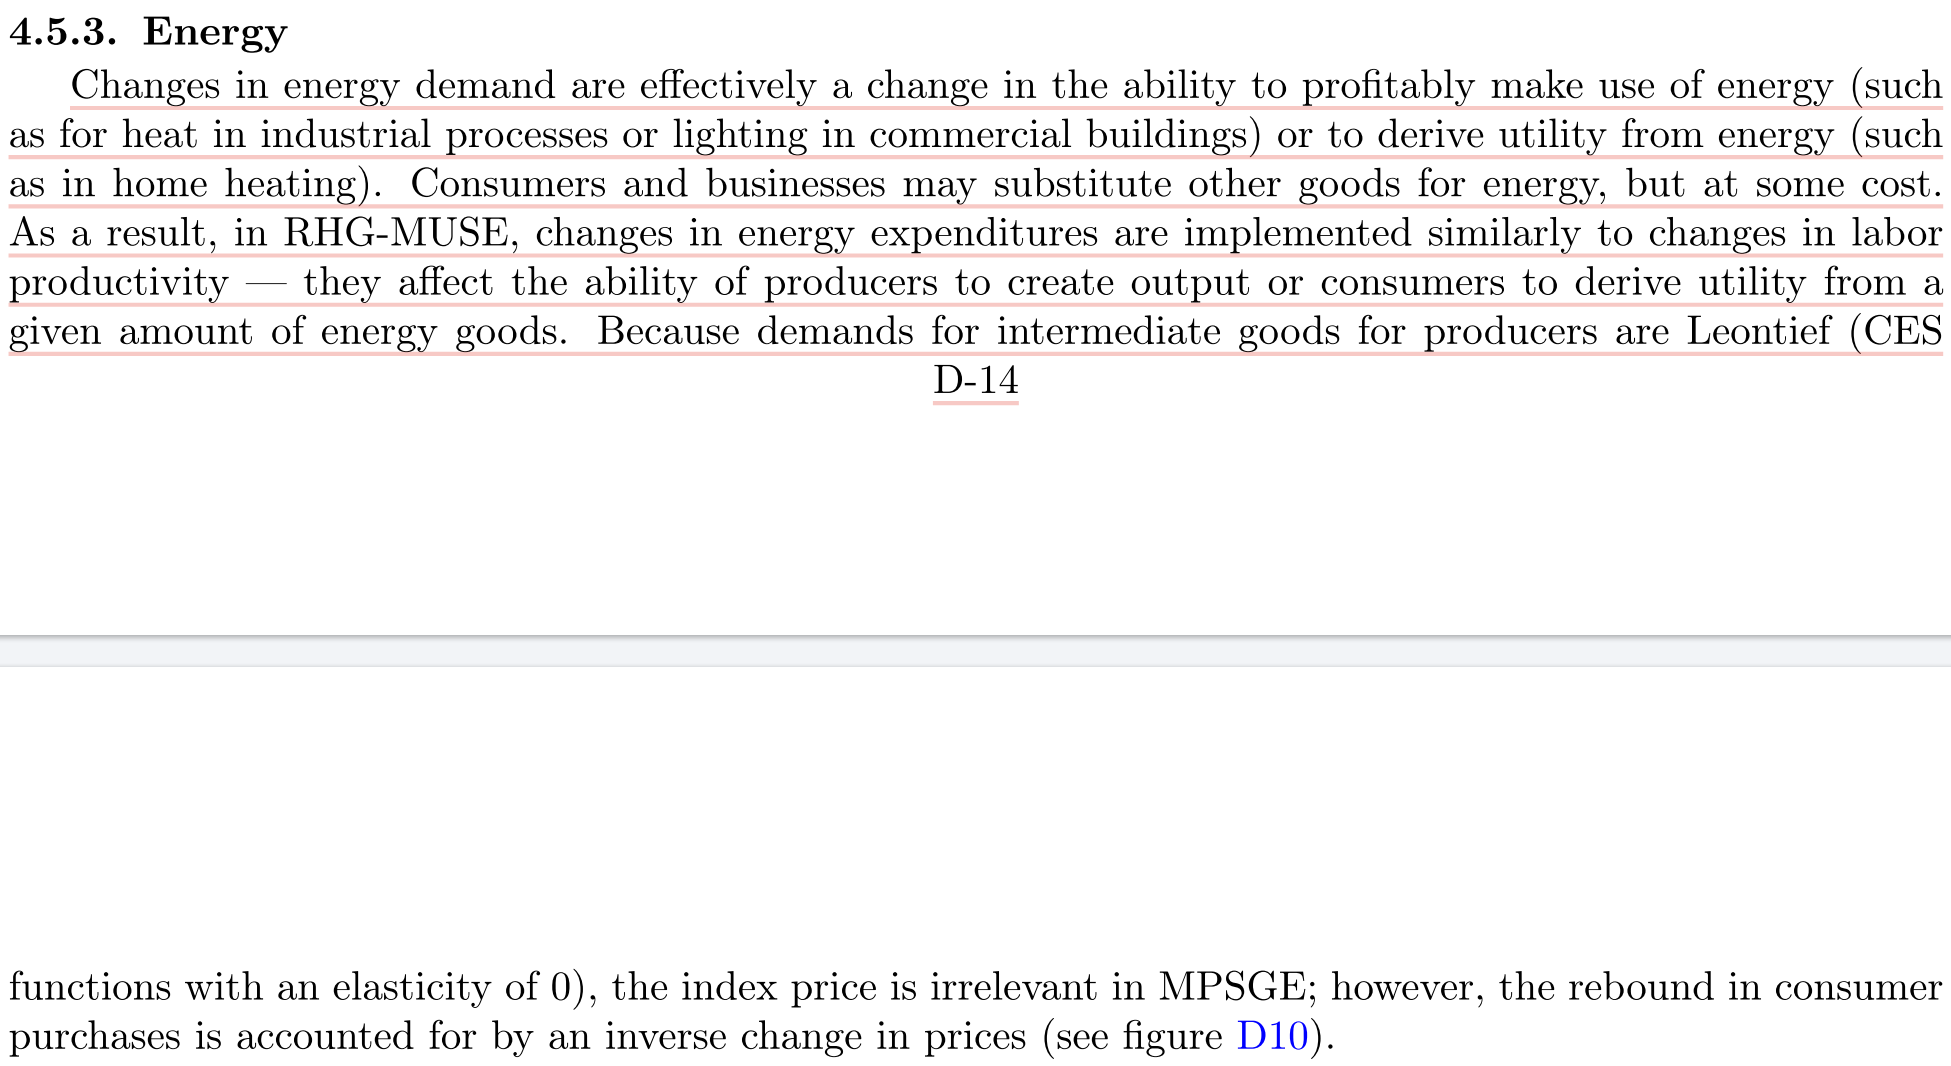 4.5.3. Energy
Changes in energy demand are effectively a change in the ability to profitably make use of energy (such
as for heat in industrial processes or lighting in commercial buildings) or to derive utility from energy (such
as in home heating). Consumers and businesses may substitute other goods for energy, but at some cost.
As a result, in RHG-MUSE, changes in energy expenditures are implemented similarly to changes in labor
productivity — they affect the ability of producers to create output or consumers to derive utility from a
given amount of energy goods. Because demands for intermediate goods for producers are Leontief (CES
D-14
functions with an elasticity of 0), the index price is irrelevant in MPSGE; however, the rebound in consumer
purchases is accounted for by an inverse change in prices (see figure D10).